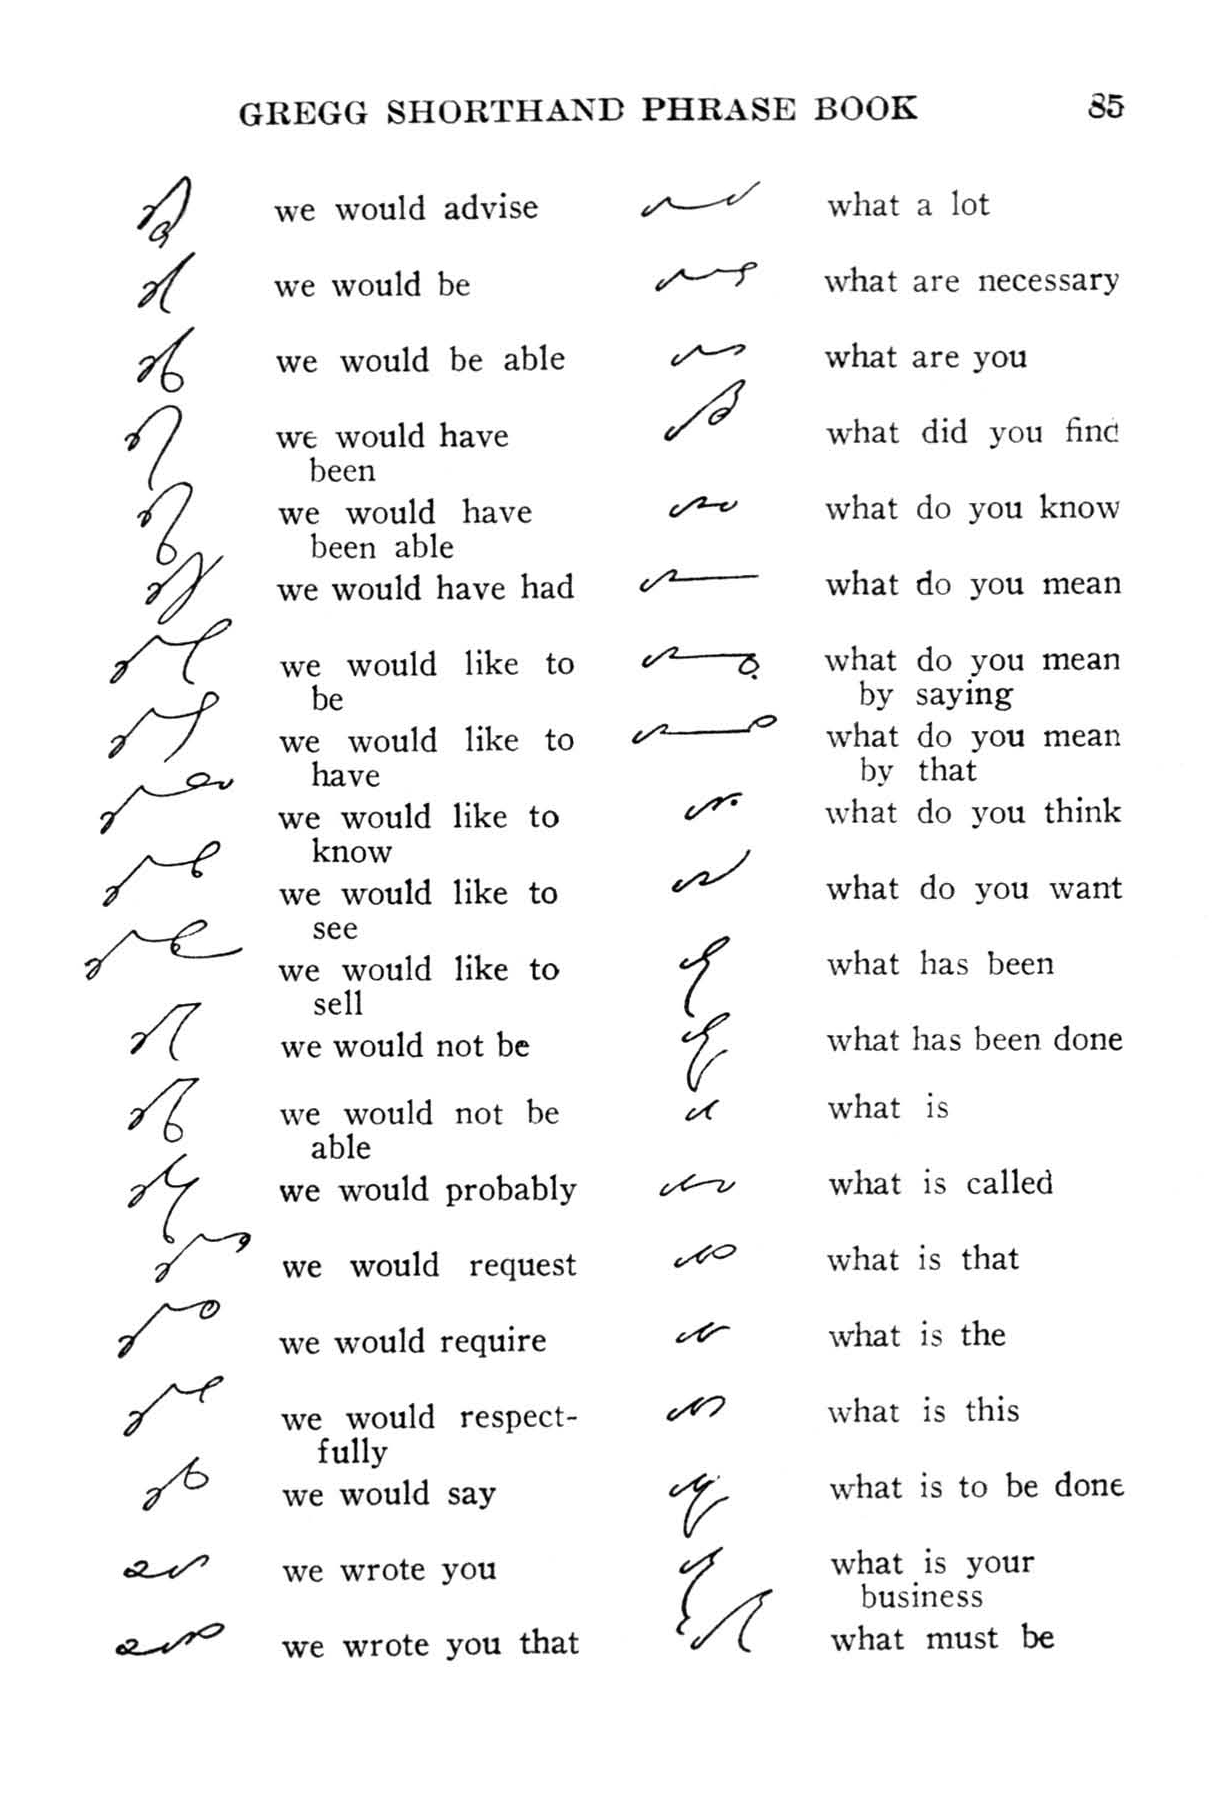 GREGG SHORTHAND PHRASE BOOK 85
we would advise
we would be
we would be able
we would have
been
we would have
been able
we would have had
we would like to
be
we would like to
have
we would like to
know
we would like to
see
we would like to
sell
we would not be
we would not be
able
we would probably
we would request
we would require
we would respect-
fully
we would say
we wrote you
we wrote you that
what a lot
what are necessary
what are you
what did you find
what do you know
what do you mean
what do you mean
by saying
what do you mean
by that
what do you think
what do you want
what has been
what has been done
what is
what is called
what is that
what is the
what is this
what is to be done
what is your
business
what must be